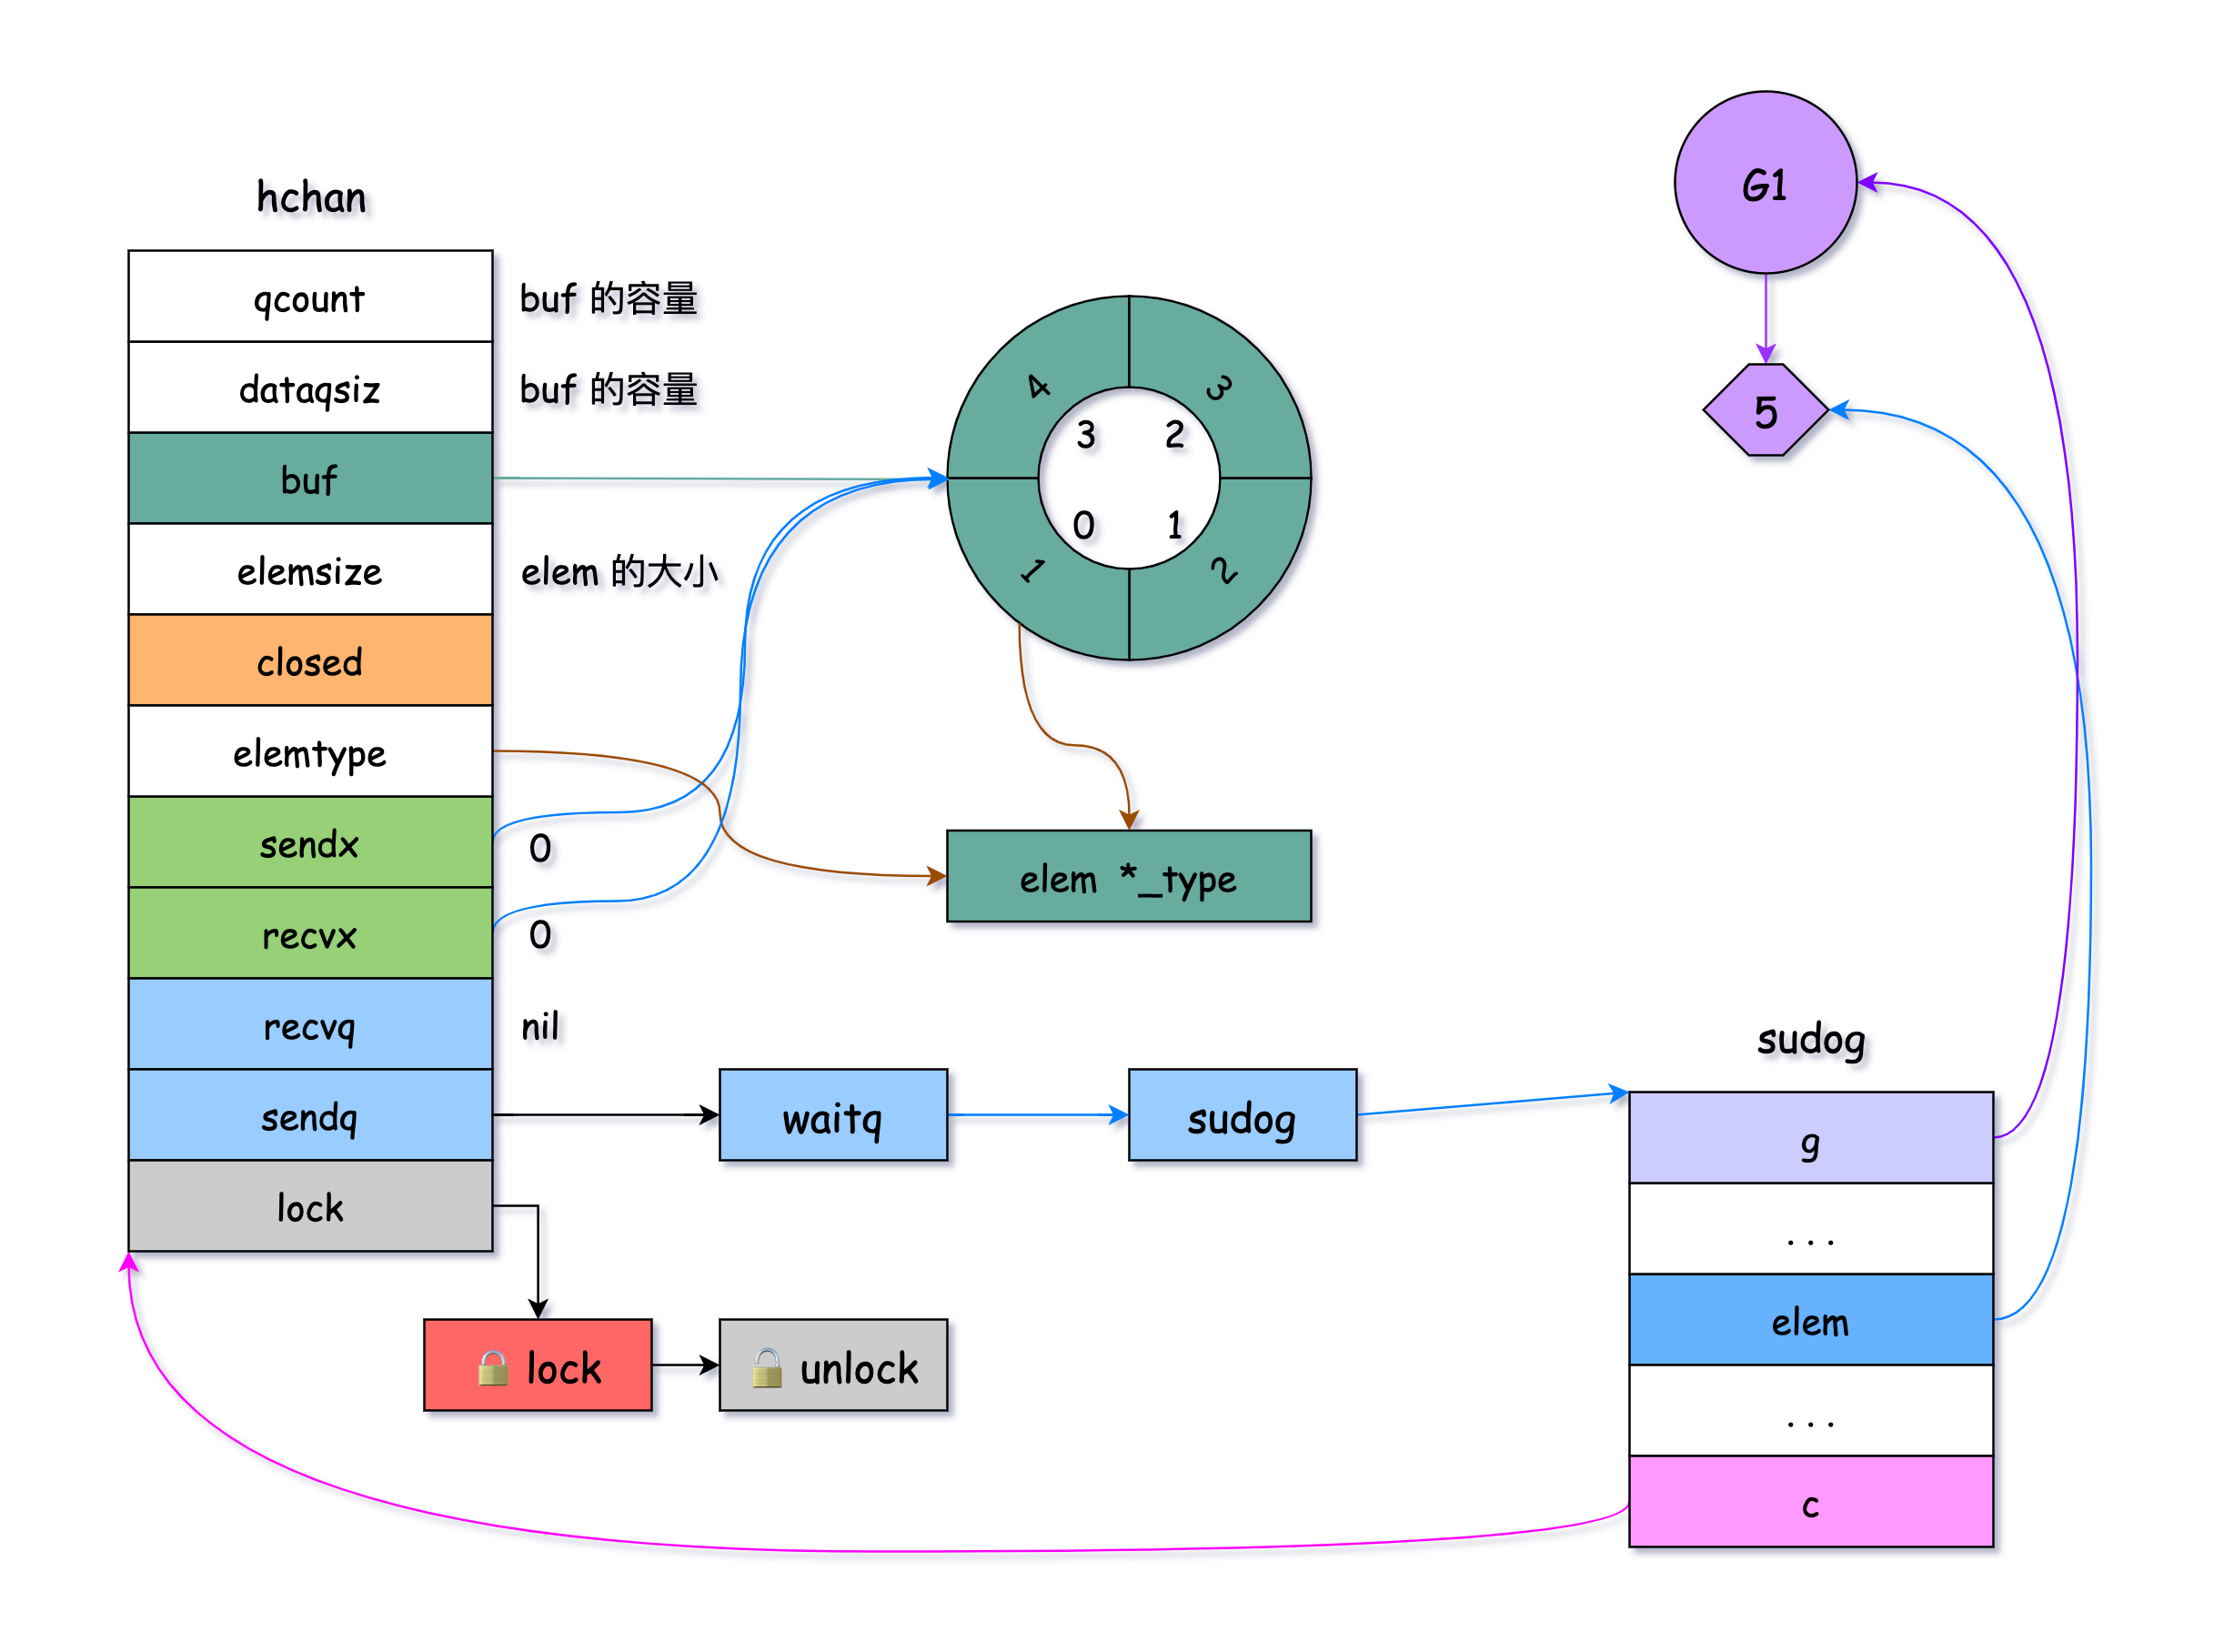 hchan
qcount
buf 的容量
dataqsiz
buf 的容量
buf
elemsize
elem 的大小
closed
elemtype
sendx
0
recvx
0
recvq
nil
sendq
lock
4
3
3
2
0
1
1
2
elem *_type
waitq
sudog
lock
unlock
G1
5
sudog
g
...
elem
...
c